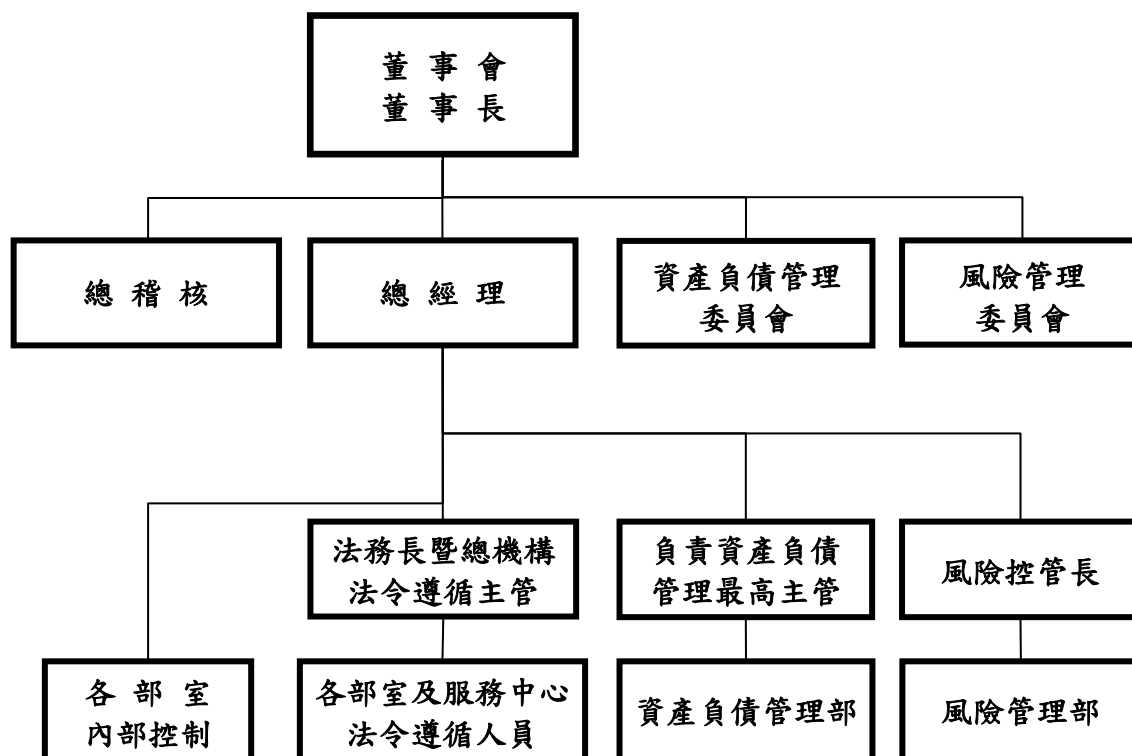 董 事 會
董 事 長
總 稽 核
總 經 理
資產負債管理
委員會
風險管理
委員會
法務長暨總機構
法令遵循主管
負責資產負債
管理最高主管
風險控管長
各 部 室
內部控制
各部室及服務中心
法令遵循人員
資產負債管理部
風險管理部